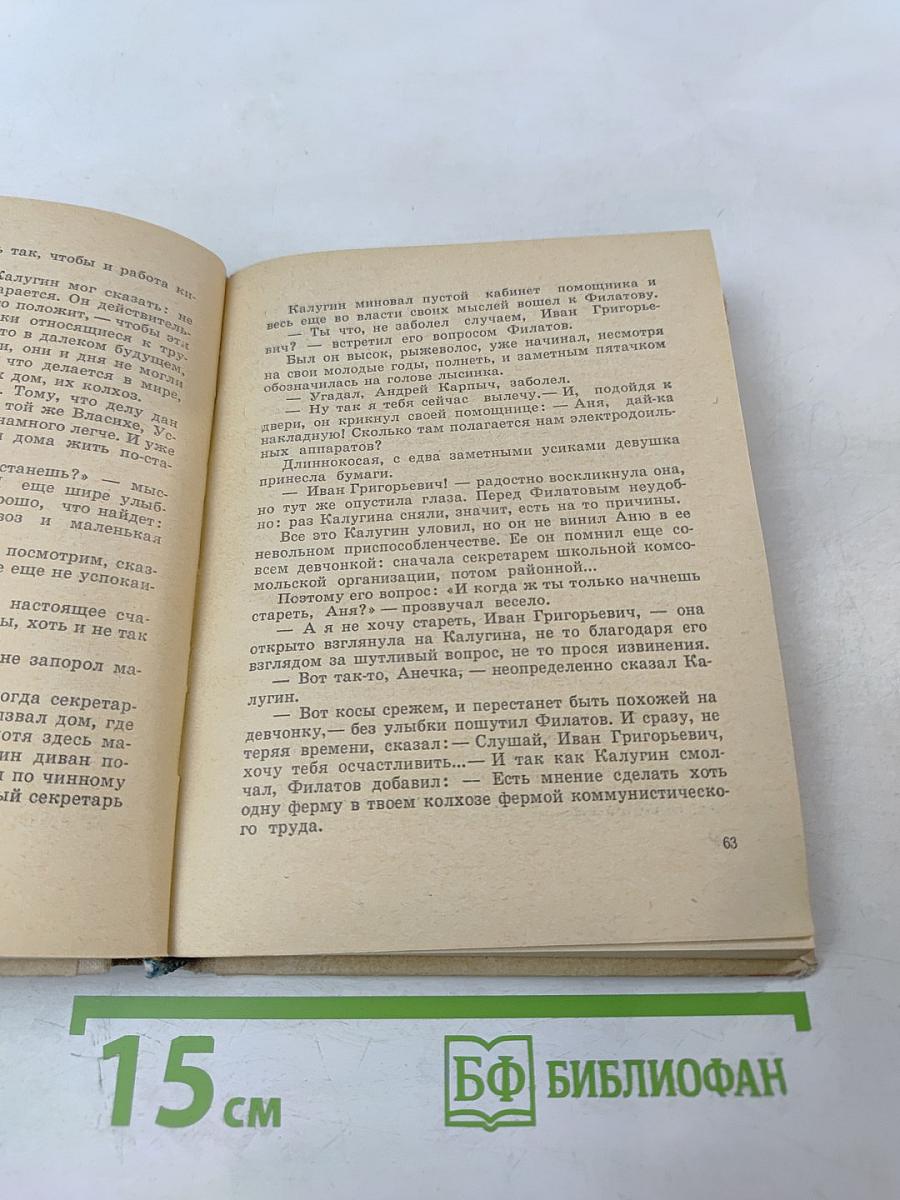 ь так, чтобы и работа ки-
Калугин мог сказать: не
арается. Он действитель-
о положит, — чтобы эти
ки относящиеся к тру-
то в далеком будущем,
и, они и дня не могли
что делается в мире,
х дом, их колхоз.
. Тому, что делу дан
той же Власихе, Ус-
намного легче. И уже
и дома жить по-ста-
станешь?» — мыс-
еще шире улыб-
рошо, что найдет:
воз и маленькая
посмотрим, сказ-
е еще не успокаи-
настоящее сча-
ы, хоть и не так
не запорол ма-
огда секретар-
ызвал дом, где
отя здесь ма-
ин диван по-
л по чинному
ый секретарь
Калугин миновал пустой кабинет помощника и
весь еще во власти своих мыслей вошел к Филатову.
— Ты что, не заболел случаем, Иван Григорье-
вич? — встретил его вопросом Филатов.
Был он высок, рыжеволос, уже начинал, несмотря
на свои молодые годы, полнеть, и заметным пятачком
обозначилась на голове лысинка.
— Угадал, Андрей Карпыч, заболел.
— Ну так я тебя сейчас вылечу.— И, подойдя к
двери, он крикнул своей помощнице: — Аня, дай-ка
накладную! Сколько там полагается нам электродоиль-
ных аппаратов?
Длиннокосая, с едва заметными усиками девушка
принесла бумаги.
— Иван Григорьевич! — радостно воскликнула она,
но тут же опустила глаза. Перед Филатовым неудоб-
но: раз Калугина сняли, значит, есть на то причины.
Все это Калугин уловил, но он не винил Аню в ее
невольном приспособленчестве. Ее он помнил еще со-
всем девчонкой: сначала секретарем школьной комсо-
мольской организации, потом районной...
Поэтому его вопрос: «И когда ж ты только начнешь
стареть, Аня?» — прозвучал весело.
— А я не хочу стареть, Иван Григорьевич, — она
открыто взглянула на Калугина, не то благодаря его
взглядом за шутливый вопрос, не то прося извинения.
— Вот так-то, Анечка, — неопределенно сказал Ка-
лугин.
— Вот косы срежем, и перестанет быть похожей на
девчонку,— без улыбки пошутил Филатов. И сразу, не
теряя времени, сказал: — Слушай, Иван Григорьевич,
хочу тебя осчастливить...— И так как Калугин смол-
чал, Филатов добавил: — Есть мнение сделать хоть
одну ферму в твоем колхозе фермой коммунистическо-
го труда.
63
15 см
БФ БИБЛИОФАН